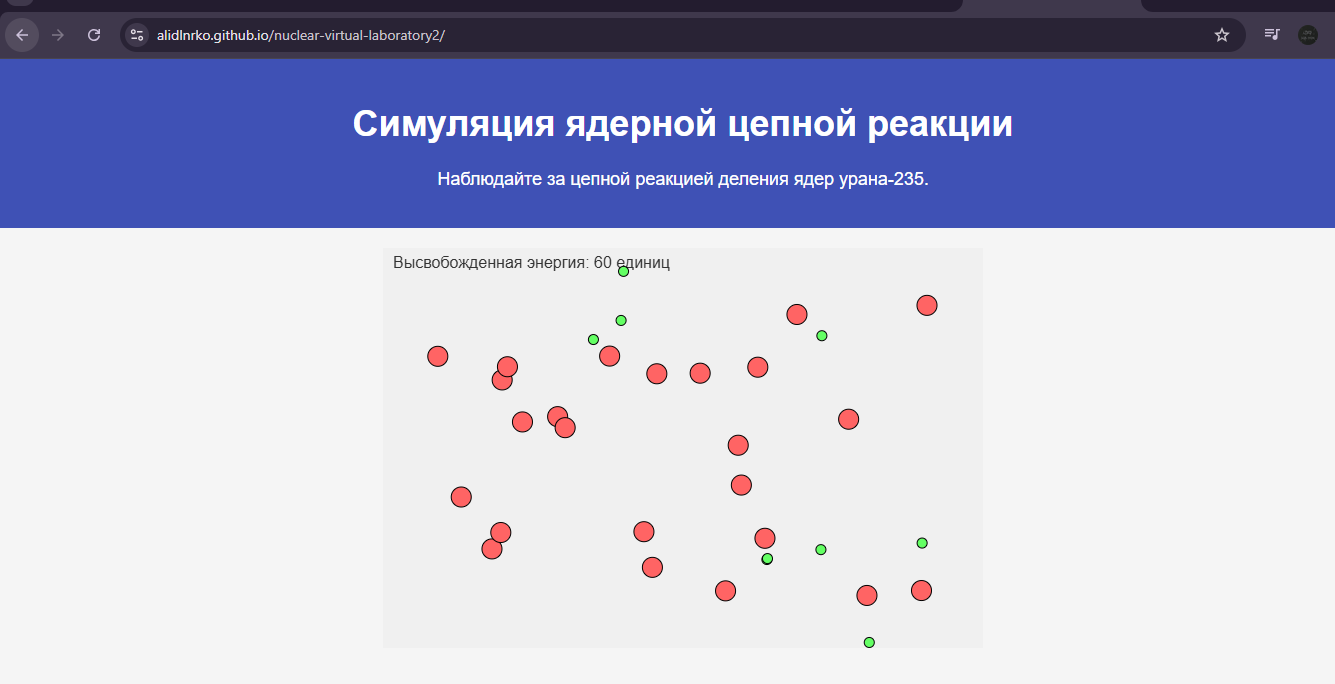 alidlnrko.github.io/nuclear-virtual-laboratory2/
Симуляция ядерной цепной реакции
Наблюдайте за цепной реакцией деления ядер урана-235.
Высвобожденная энергия: 60 единиц